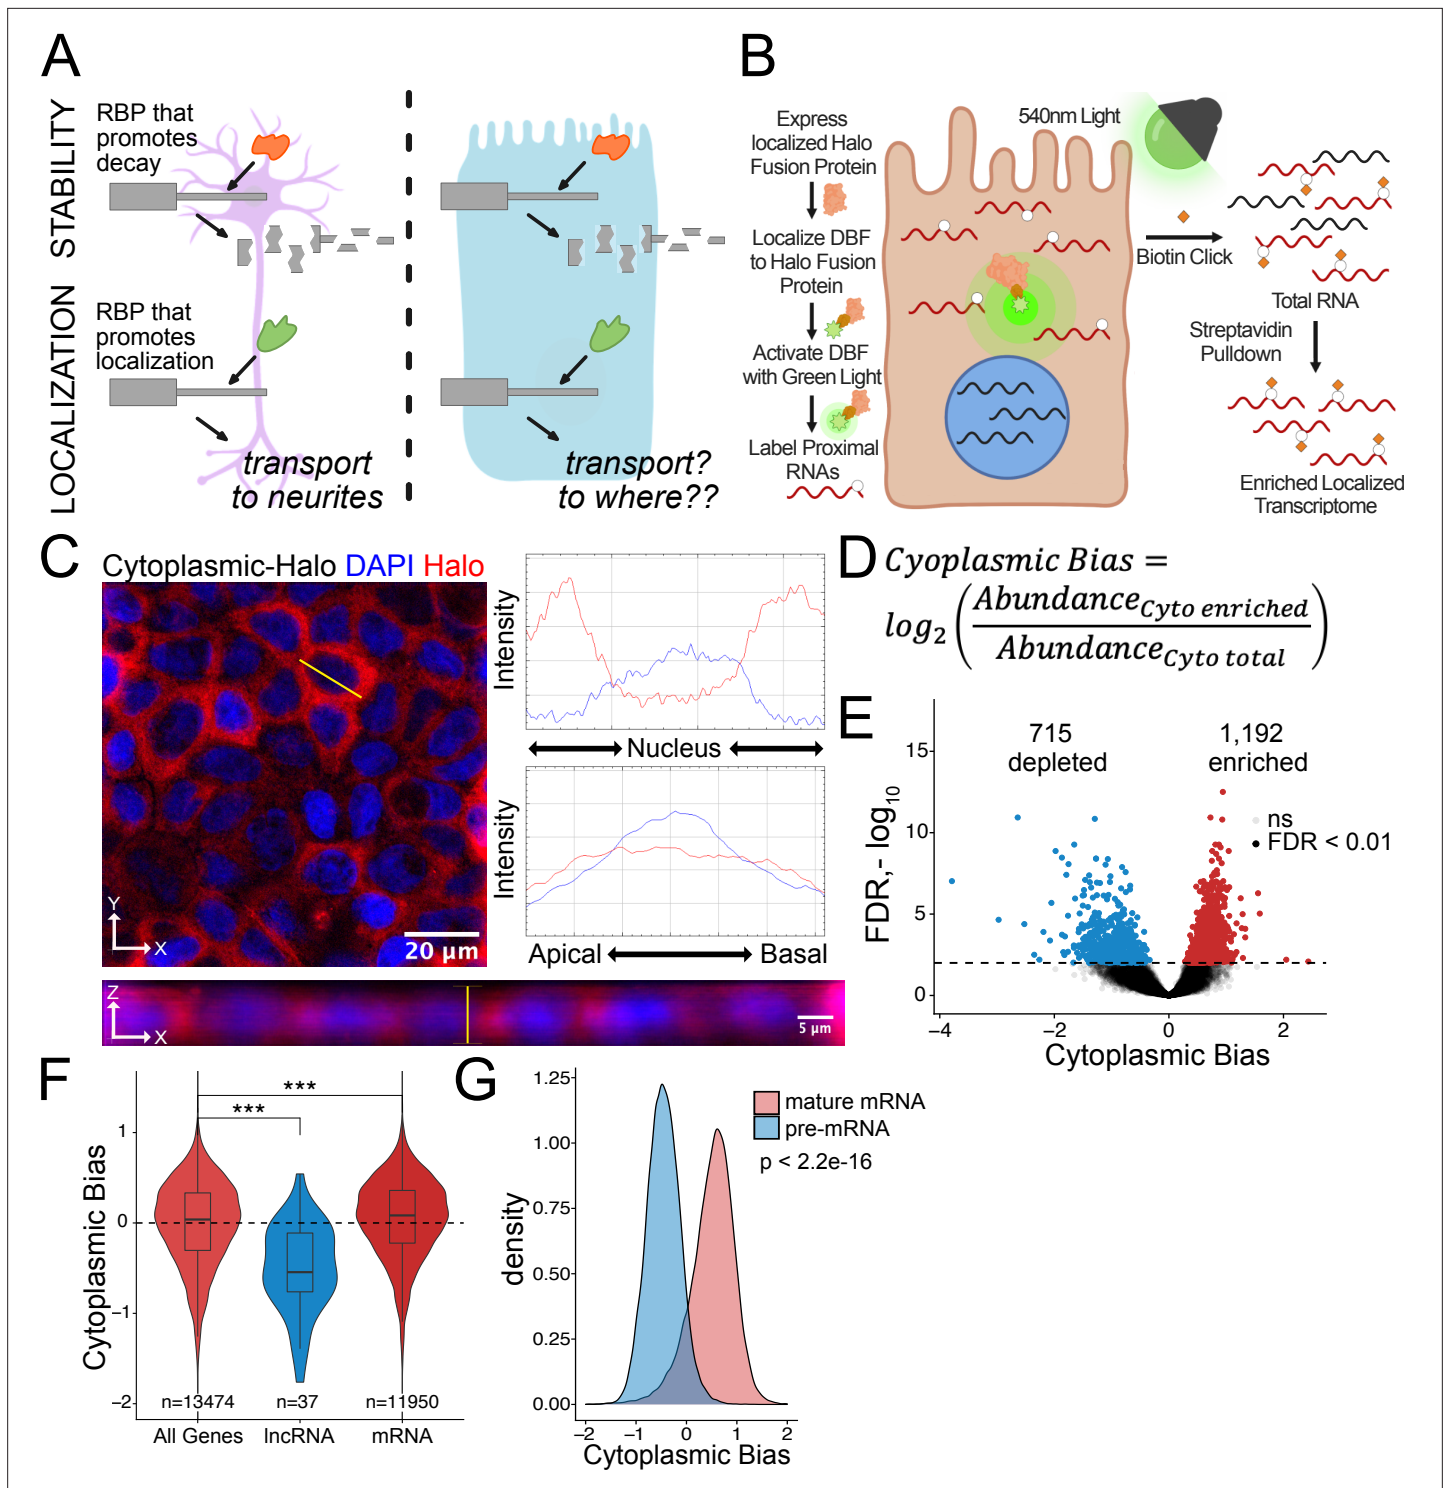 A
STABILITY
LOCALIZATION
RBP that
promotes
decay
RBP that
promotes
localization
transport
to neurites
transport?
to where??
B
Express
localized Halo
Fusion Protein
Localize DBF
to Halo Fusion
Protein
Activate DBF
with Green Light
Label Proximal
RNAs
540nm Light
Biotin Click
Total RNA
Streptavidin
Pulldown
Enriched Localized
Transcriptome
C
Cytoplasmic-Halo DAPI Halo
Y
X
20 µm
Intensity
Nucleus
Intensity
Apical
Basal
Z
X
5 µm
D
Cyoplasmic Bias =
log2 ( Abundance Cyto enriched
Abundance Cyto total )
E
715
depleted
1,192
enriched
ns
FDR < 0.01
FDR,- log10
15
10
5
0
−4
−2
0
2
Cytoplasmic Bias
F
***
***
Cytoplasmic Bias
1
0
−1
−2
n=13474
n=37
n=11950
All Genes
lncRNA
mRNA
G
density
1.25
1.00
0.75
0.50
0.25
0.00
mature mRNA
pre-mRNA
p < 2.2e-16
−2
−1
0
1
2
Cytoplasmic Bias